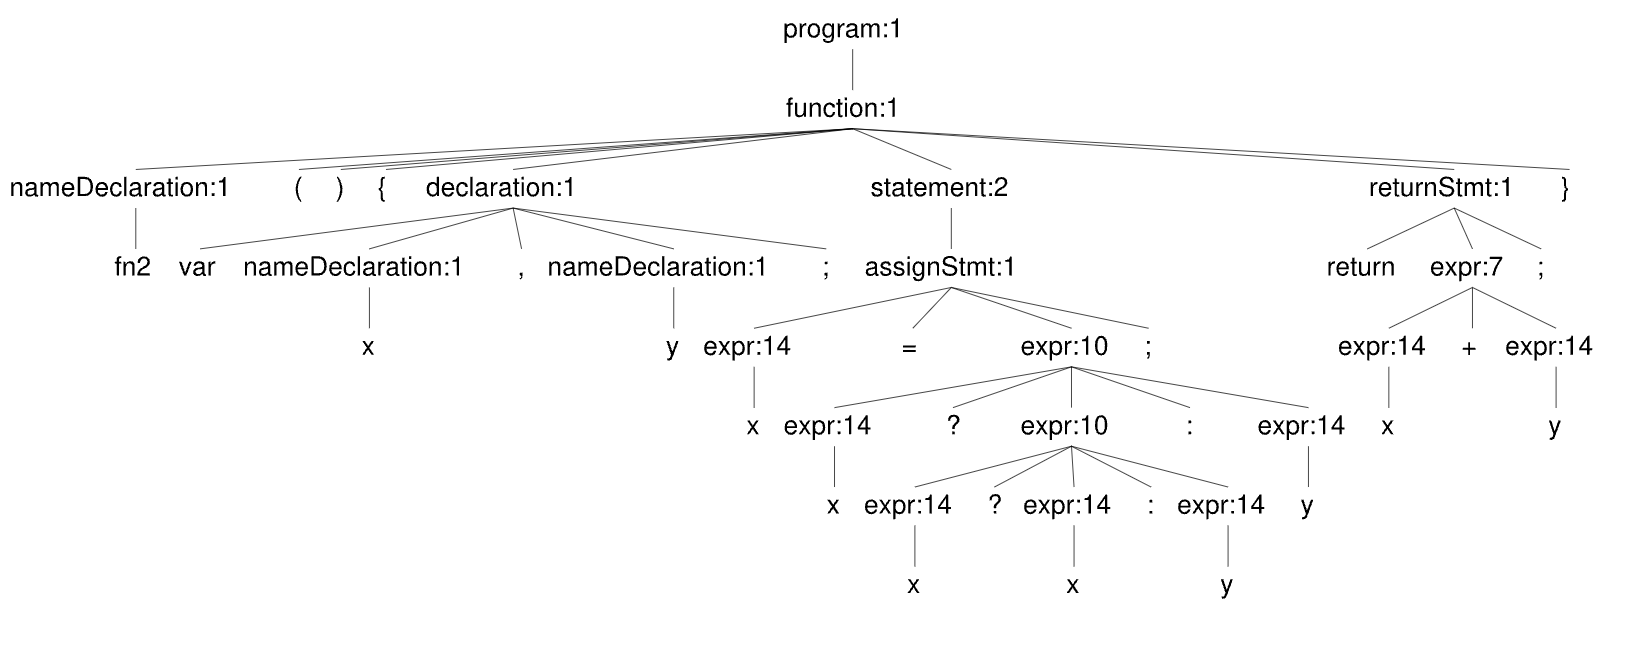 program:1
function:1
nameDeclaration:1 ( ) { declaration:1 statement:2 returnStmt:1 }
fn2 var nameDeclaration:1 , nameDeclaration:1 ; assignStmt:1 return expr:7 ;
x y expr:14 = expr:10 ; expr:14 + expr:14
x expr:14 ? expr:10 : expr:14 x y
x expr:14 ? expr:14 : expr:14 y
x x y